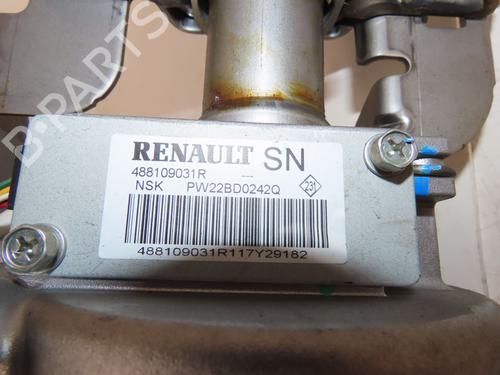 RENAULT SN
488109031R ---
NSK PW22BD0242Q 231
488109031R117Y29182
B-PARTS